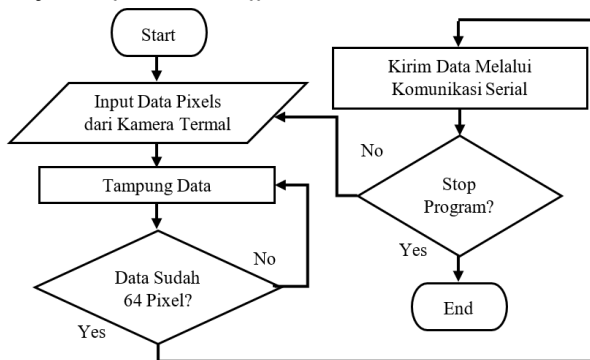 Start
Input Data Pixels
dari Kamera Termal
Tampung Data
Data Sudah
64 Pixel?
No
Yes
Kirim Data Melalui
Komunikasi Serial
Stop
Program?
No
Yes
End